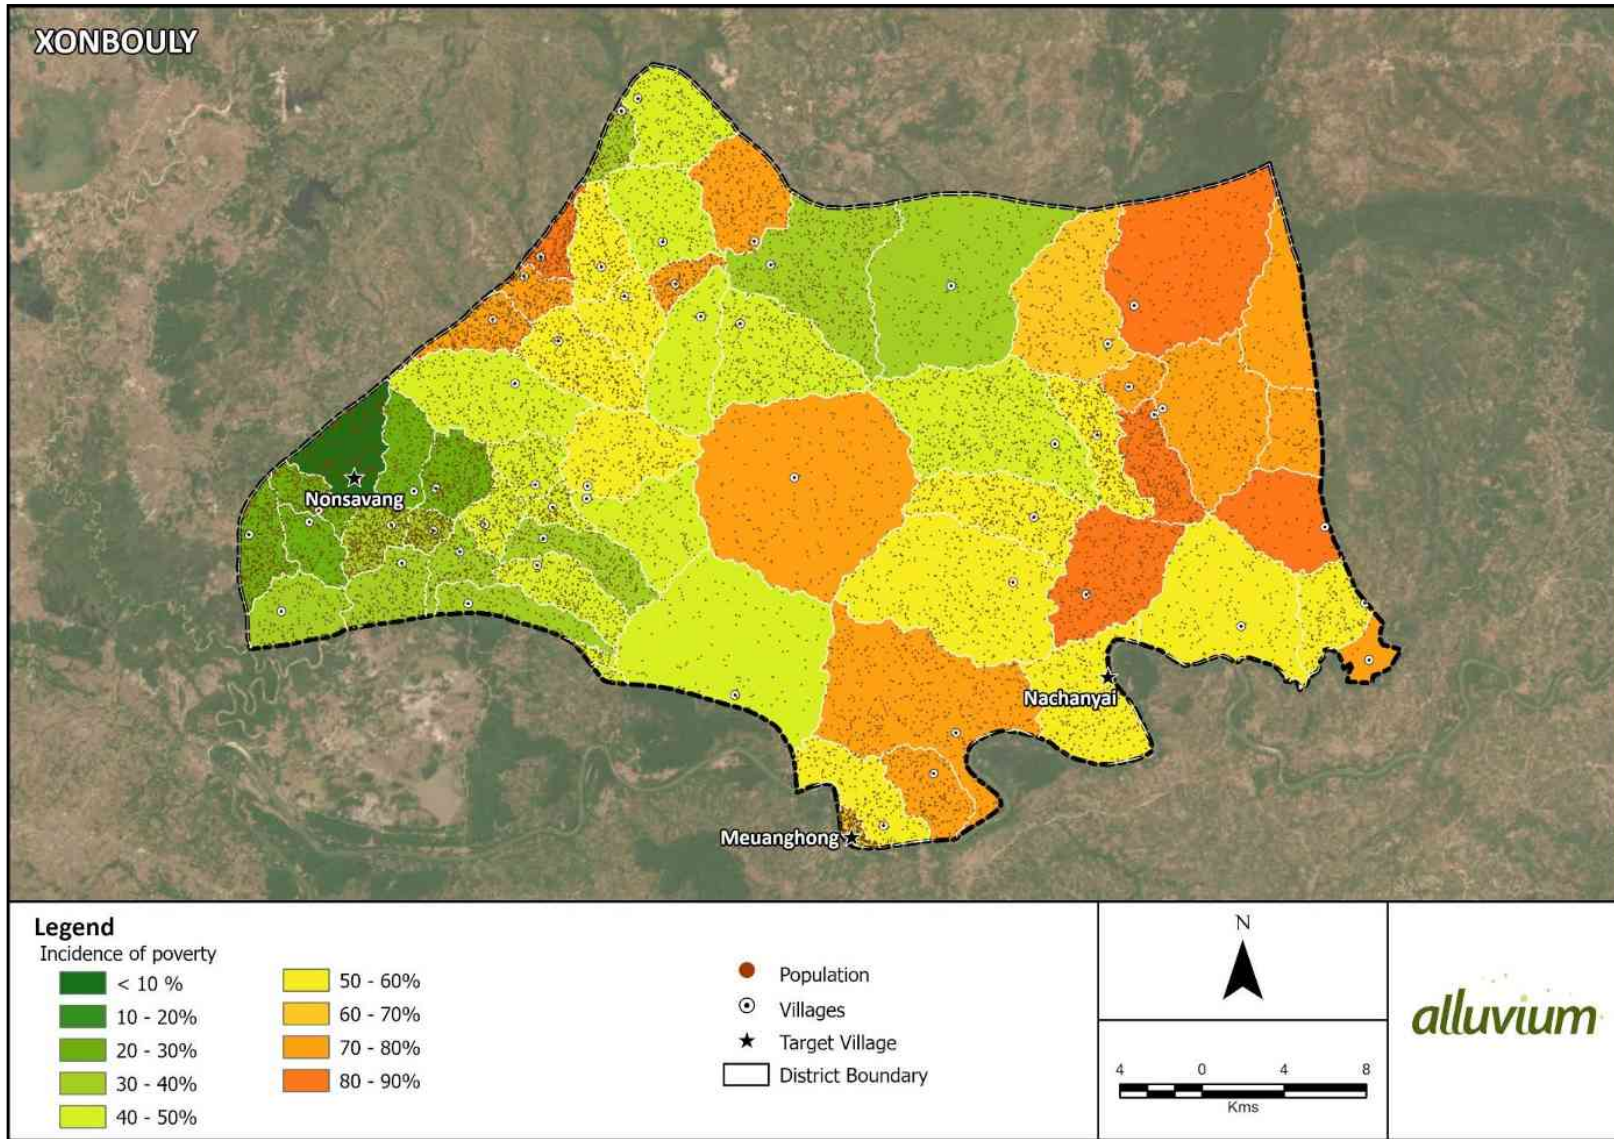 XONBOULY
Nonsavang
Nachanyai
Meuanghong
Legend
Incidence of poverty
< 10 %
10 - 20%
20 - 30%
30 - 40%
40 - 50%
50 - 60%
60 - 70%
70 - 80%
80 - 90%
Population
Villages
Target Village
District Boundary
N
4 0 4 8
Kms
alluvium